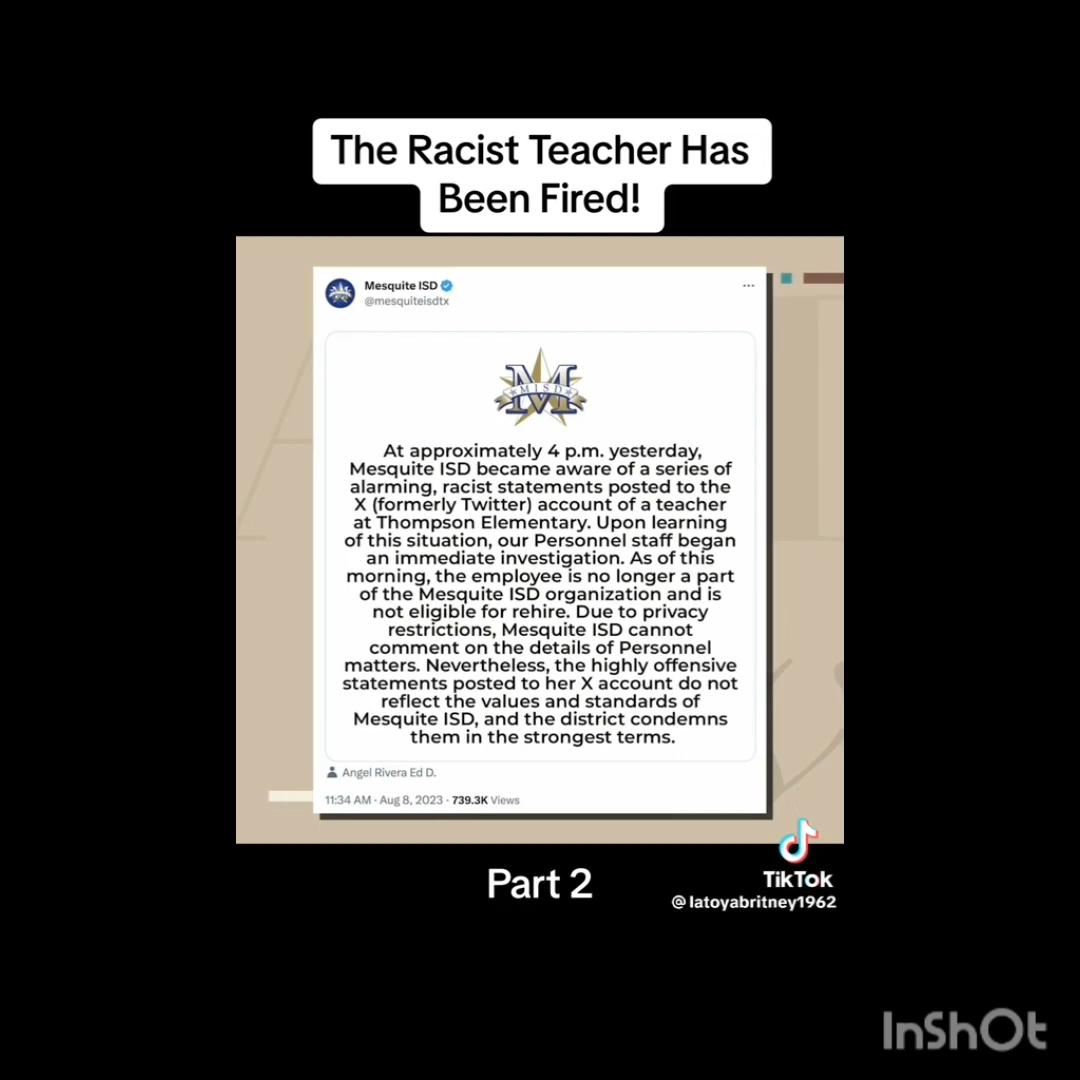 The Racist Teacher Has
Been Fired!
Mesquite ISD
@mesquiteisdtx
MISD
At approximately 4 p.m. yesterday,
Mesquite ISD became aware of a series of
alarming, racist statements posted to the
X (formerly Twitter) account of a teacher
at Thompson Elementary. Upon learning
of this situation, our Personnel staff began
an immediate investigation. As of this
morning, the employee is no longer a part
of the Mesquite ISD organization and is
not eligible for rehire. Due to privacy
restrictions, Mesquite ISD cannot
comment on the details of Personnel
matters. Nevertheless, the highly offensive
statements posted to her X account do not
reflect the values and standards of
Mesquite ISD, and the district condemns
them in the strongest terms.
Angel Rivera Ed D.
11:34 AM · Aug 8, 2023 · 739.3K Views
Part 2
TikTok
@latoyabritney1962
InShOt